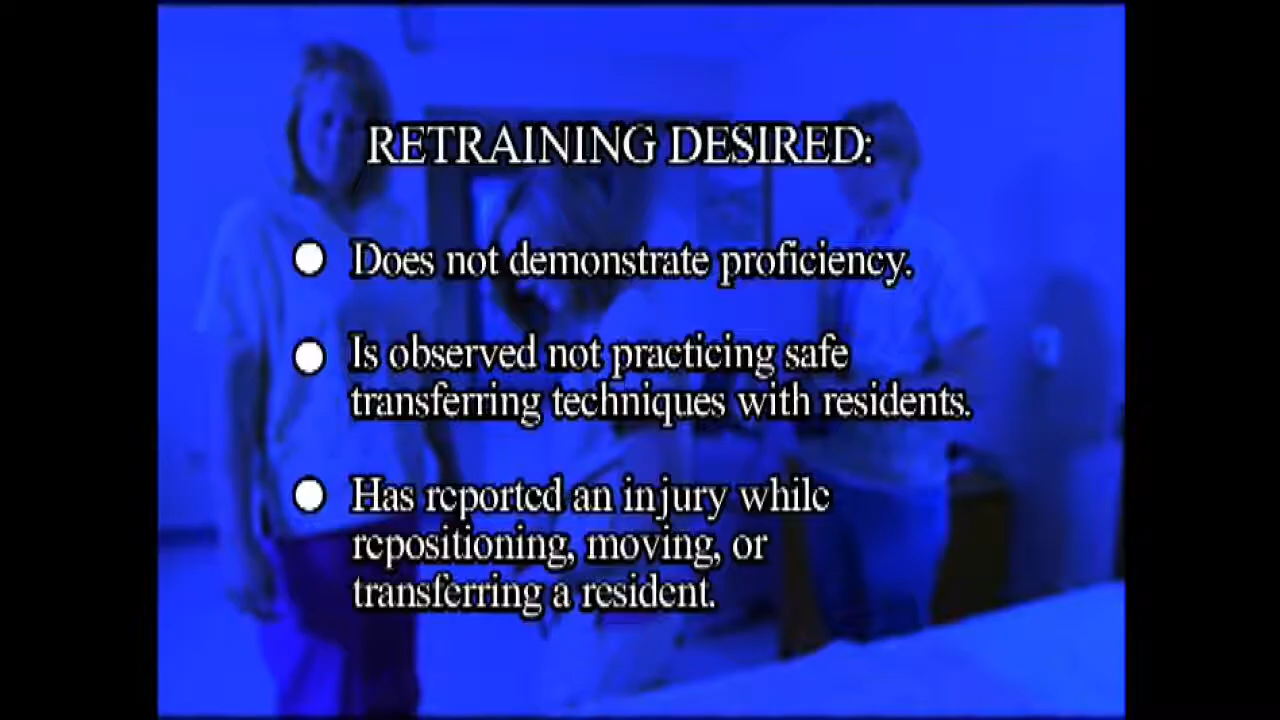 RETRAINING DESIRED:
Does not demonstrate proficiency.
Is observed not practicing safe
transferring techniques with residents.
Has reported an injury while
repositioning, moving, or
transferring a resident.